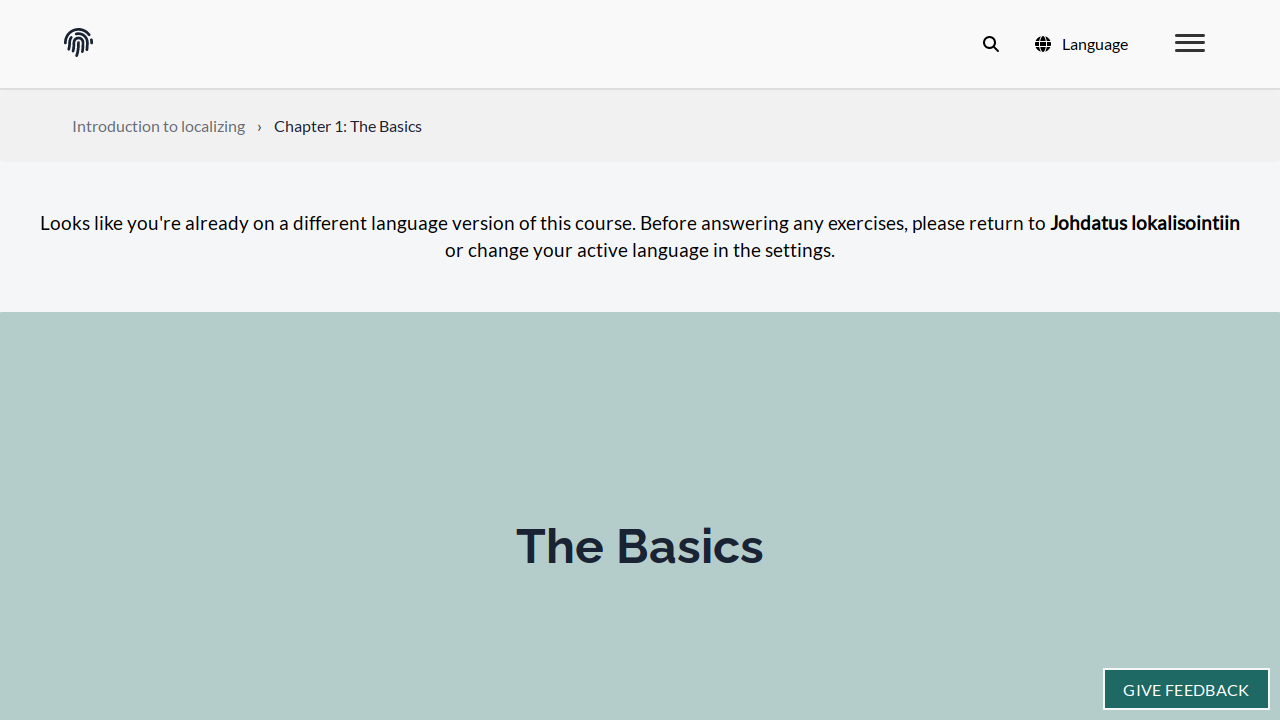 Language
Introduction to localizing › Chapter 1: The Basics
Looks like you're already on a different language version of this course. Before answering any exercises, please return to Johdatus lokalisointiin
or change your active language in the settings.
The Basics
GIVE FEEDBACK